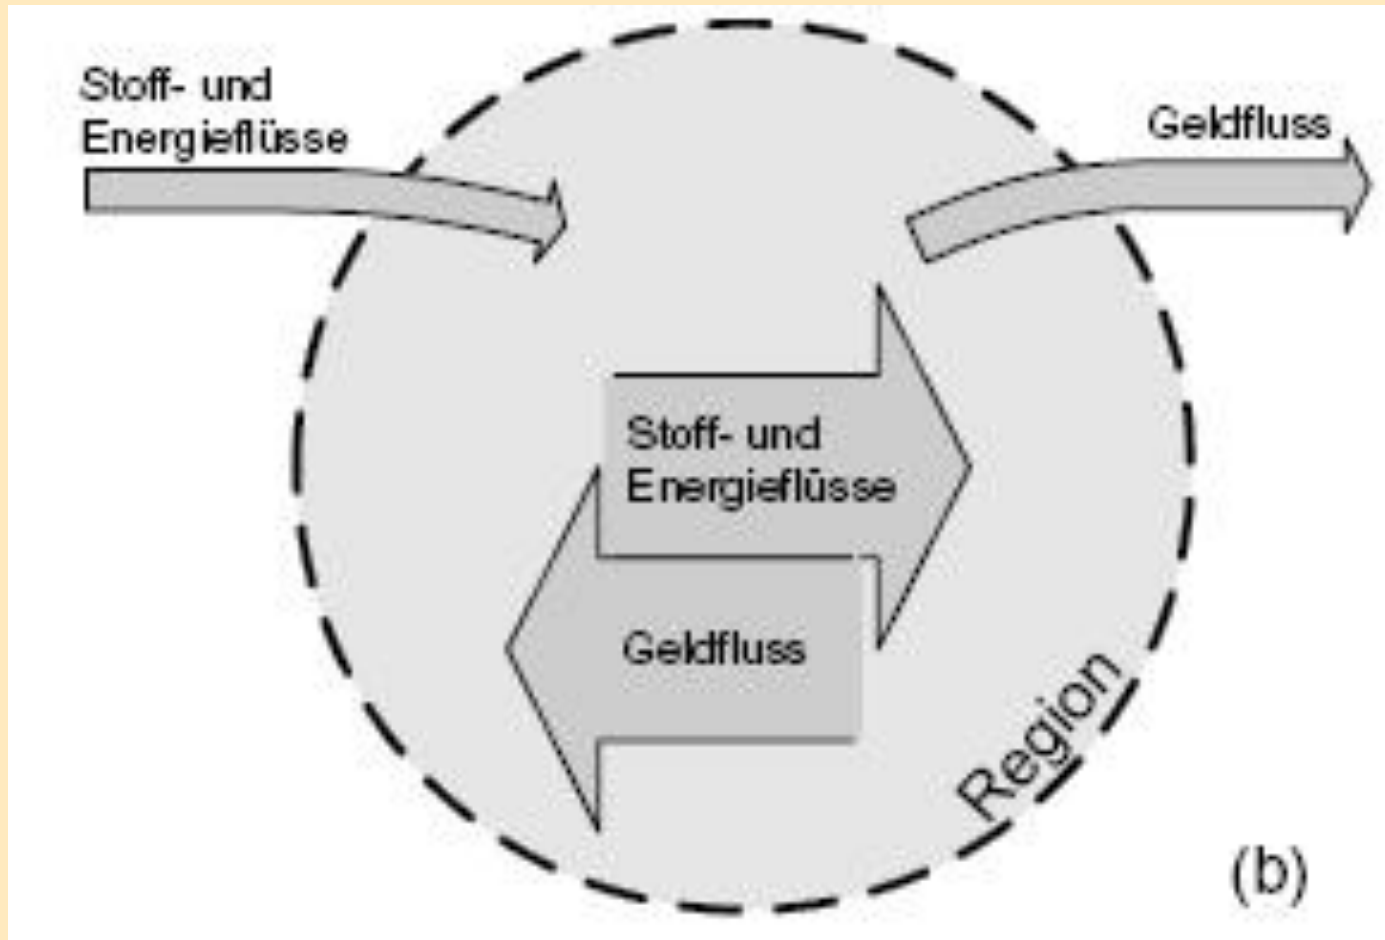 Stoff- und
Energieflüsse
Geldfluss
Stoff- und
Energieflüsse
Geldfluss
Region
(b)